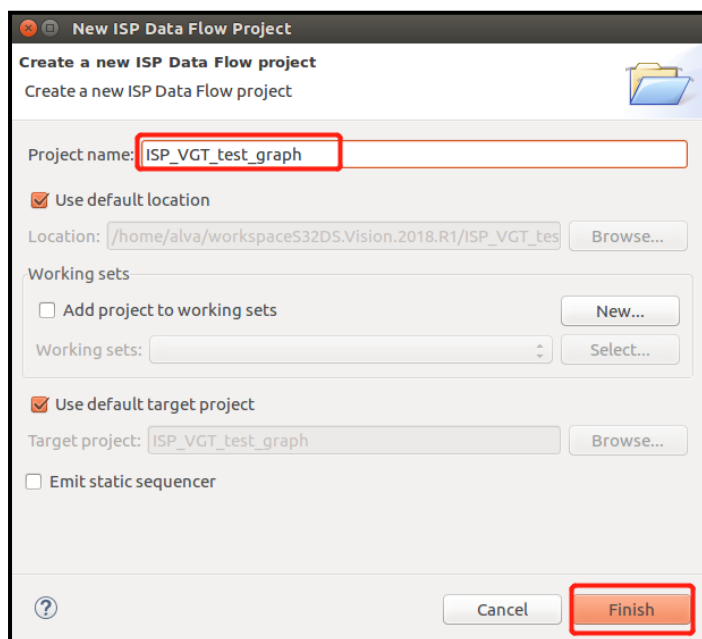 New ISP Data Flow Project
Create a new ISP Data Flow project
Create a new ISP Data Flow project
Project name: ISP_VGT_test_graph
Use default location
Location: /home/alva/workspaceS32DS.Vision.2018.R1/ISP_VGT_tes Browse...
Working sets
Add project to working sets New...
Working sets: Select...
Use default target project
Target project: ISP_VGT_test_graph Browse...
Emit static sequencer
? Cancel Finish